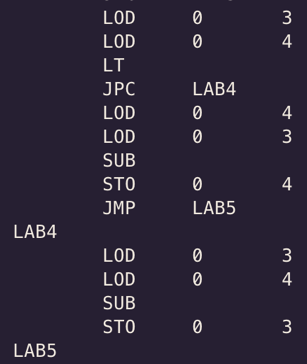 LOD 0 3
LOD 0 4
LT
JPC LAB4
LOD 0 4
LOD 0 3
SUB
STO 0 4
JMP LAB5
LAB4
LOD 0 3
LOD 0 4
SUB
STO 0 3
LAB5